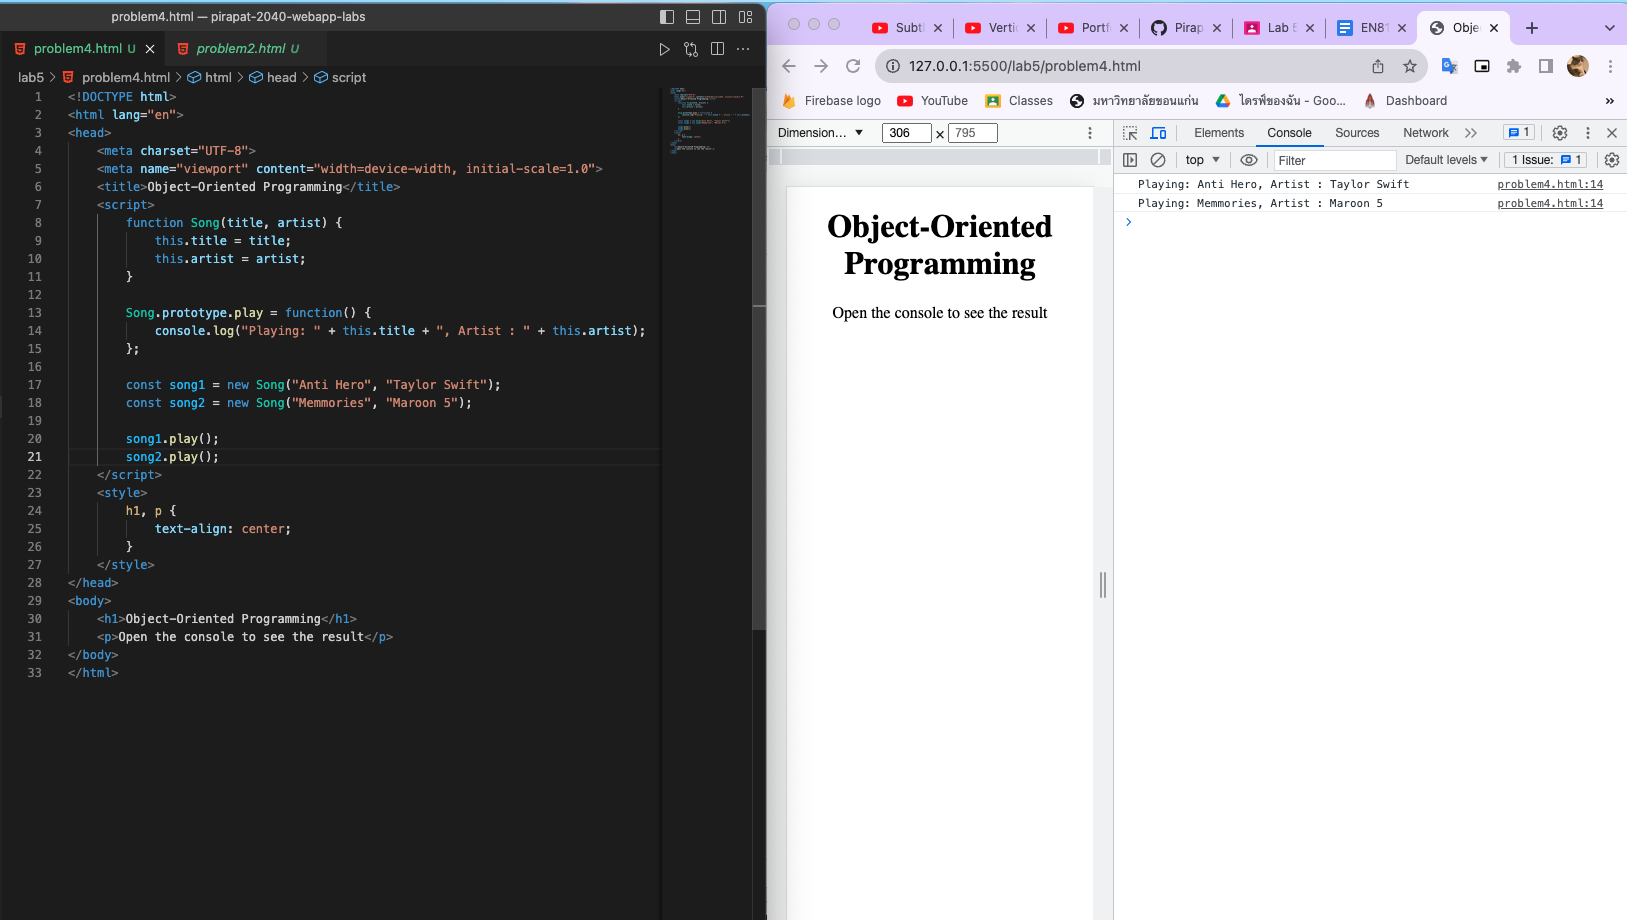 problem4.html — pirapat-2040-webapp-labs
problem4.html U
problem2.html U
lab5 > problem4.html > html > head > script
1 <!DOCTYPE html>
2 <html lang="en">
3 <head>
4 <meta charset="UTF-8">
5 <meta name="viewport" content="width=device-width, initial-scale=1.0">
6 <title>Object-Oriented Programming</title>
7 <script>
8 function Song(title, artist) {
9 this.title = title;
10 this.artist = artist;
11 }
12
13 Song.prototype.play = function() {
14 console.log("Playing: " + this.title + ", Artist : " + this.artist);
15 };
16
17 const song1 = new Song("Anti Hero", "Taylor Swift");
18 const song2 = new Song("Memmories", "Maroon 5");
19
20 song1.play();
21 song2.play();
22 </script>
23 <style>
24 h1, p {
25 text-align: center;
26 }
27 </style>
28 </head>
29 <body>
30 <h1>Object-Oriented Programming</h1>
31 <p>Open the console to see the result</p>
32 </body>
33 </html>
Subt Vertic Portf Pirap Lab 5 EN81 Obje
127.0.0.1:5500/lab5/problem4.html
Firebase logo YouTube Classes มหาวิทยาลัยขอนแก่น ไดรฟ์ของฉัน - Goo... Dashboard
Dimension... 306 x 795
Object-Oriented
Programming
Open the console to see the result
Elements Console Sources Network >> 1
top Filter Default levels 1 Issue: 1
Playing: Anti Hero, Artist : Taylor Swift problem4.html:14
Playing: Memmories, Artist : Maroon 5 problem4.html:14
>